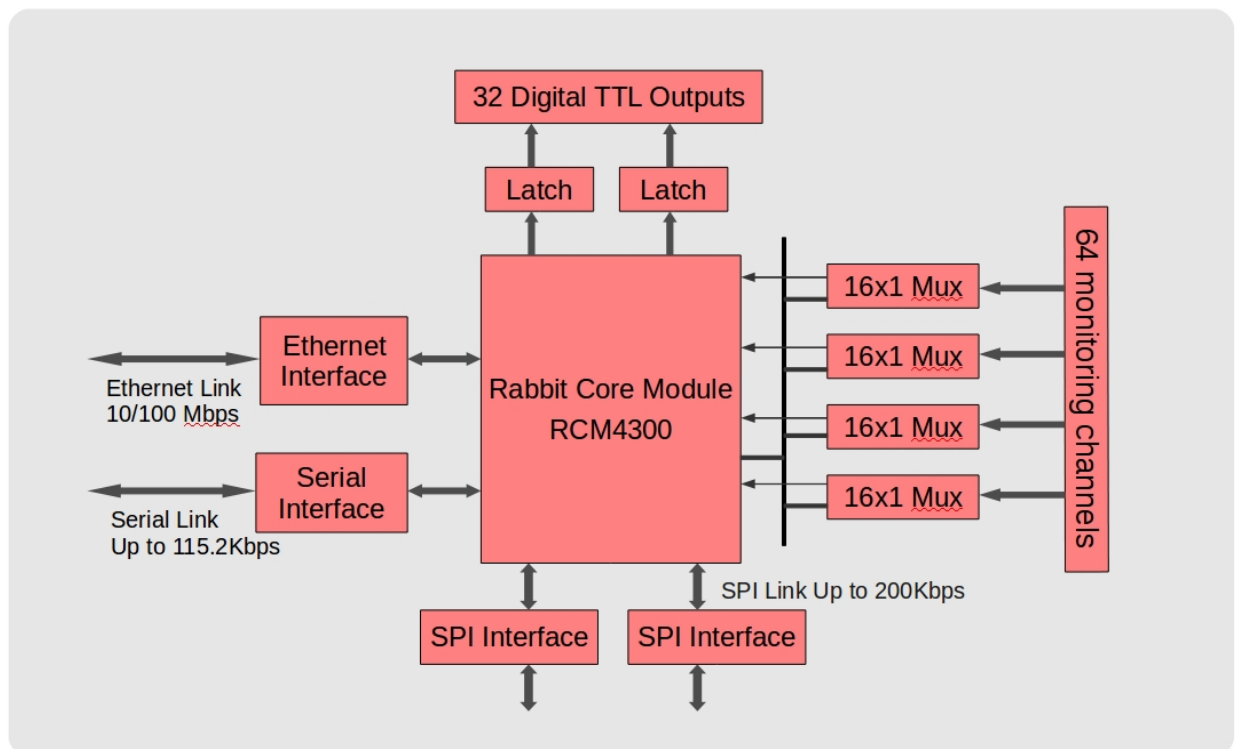 32 Digital TTL Outputs
Latch
Latch
16x1 Mux
16x1 Mux
16x1 Mux
16x1 Mux
64 monitoring channels
Ethernet
Interface
Ethernet Link
10/100 Mbps
Rabbit Core Module
RCM4300
Serial
Interface
Serial Link
Up to 115.2Kbps
SPI Link Up to 200Kbps
SPI Interface
SPI Interface